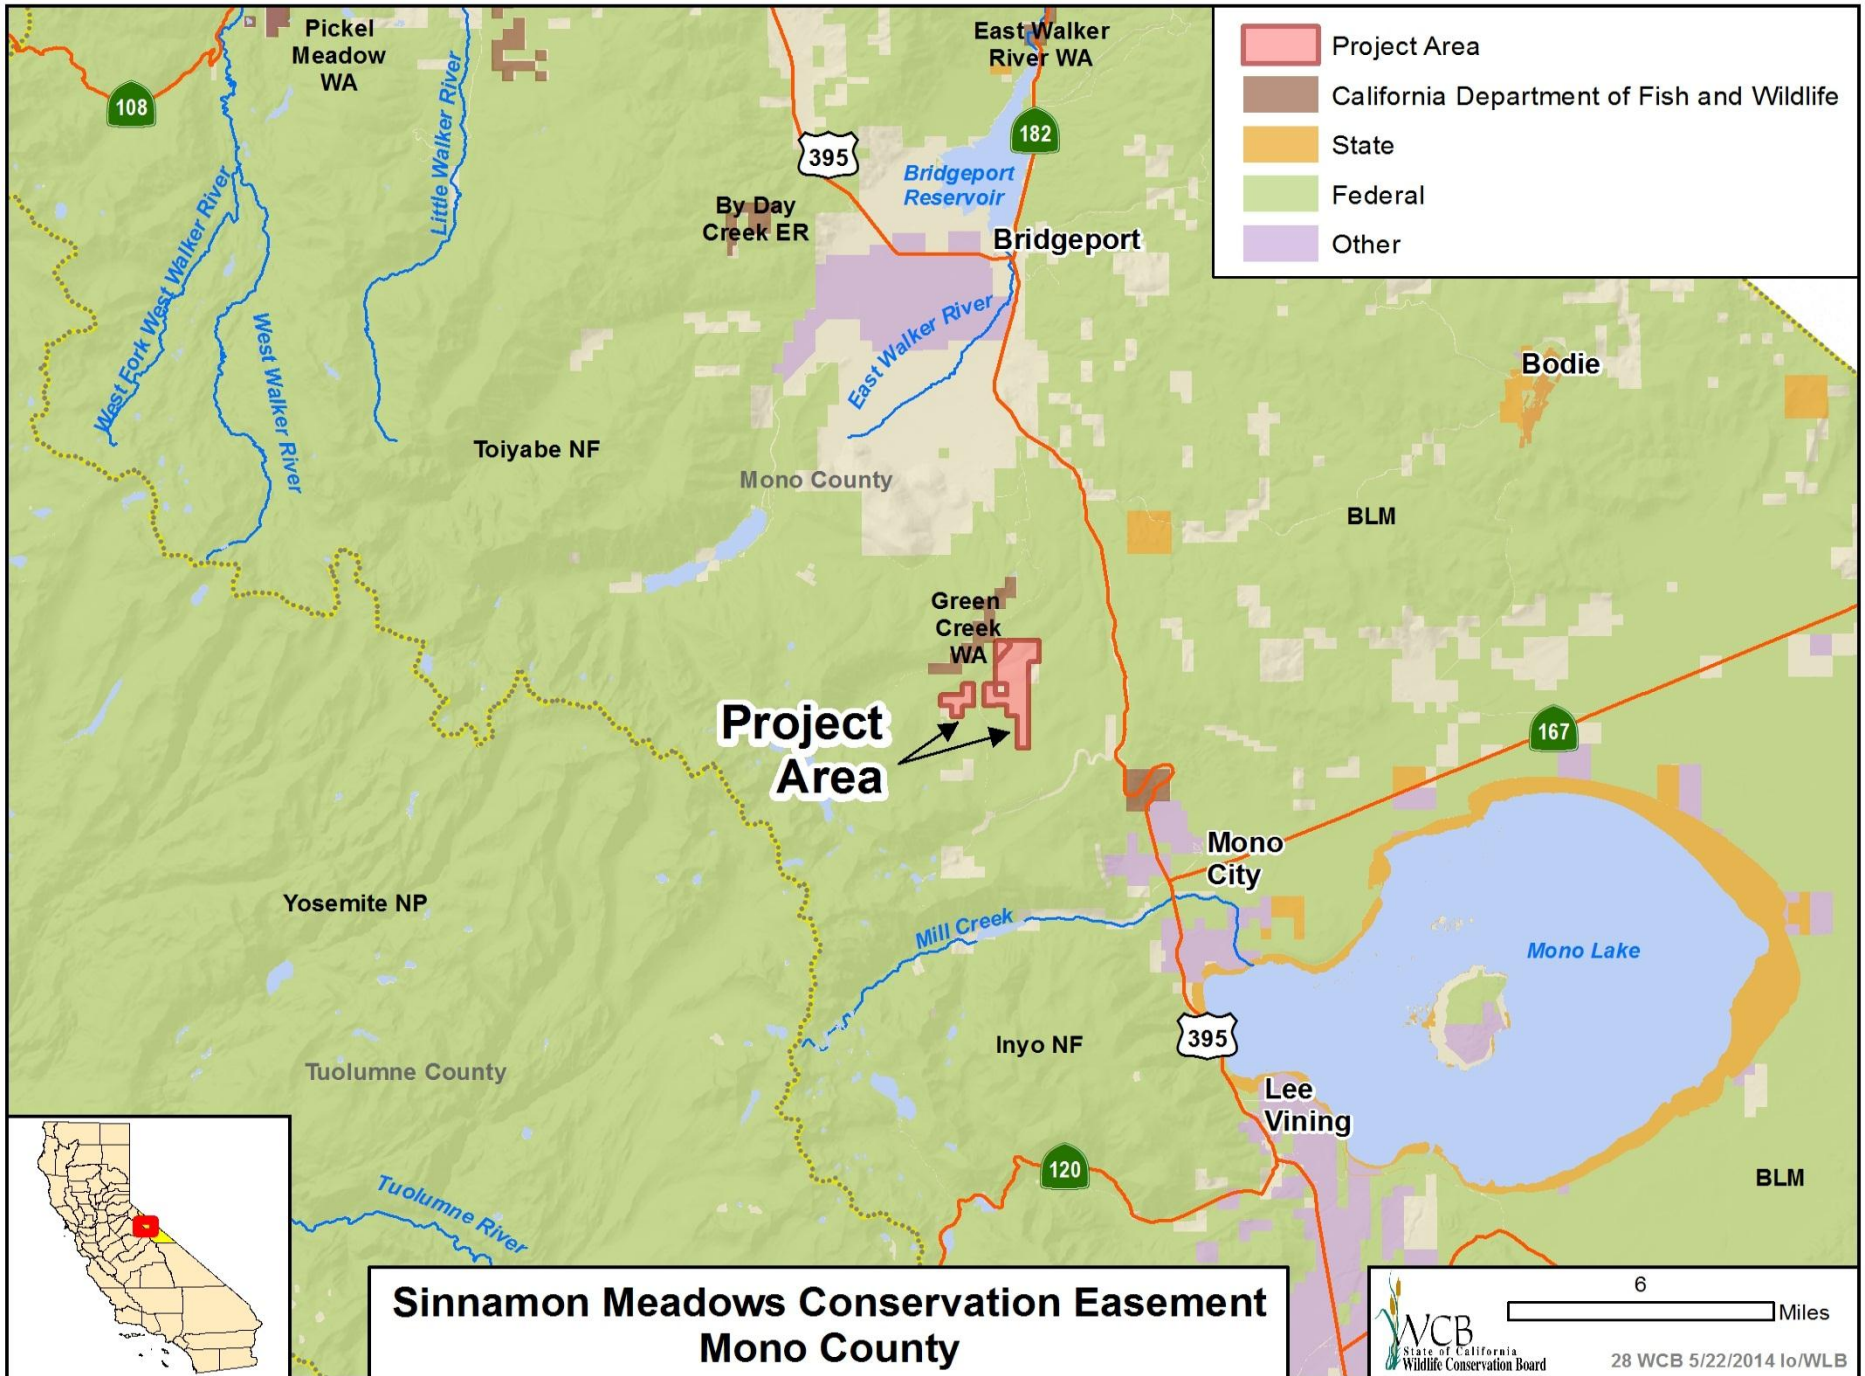 Pickel
Meadow
WA
East Walker
River WA
Project Area
California Department of Fish and Wildlife
State
Federal
Other
108
395
182
Little Walker River
West Fork West Walker River
West Walker River
Bridgeport
Reservoir
By Day
Creek ER
Bridgeport
East Walker River
Bodie
Toiyabe NF
Mono County
BLM
Green
Creek
WA
Project
Area
167
Mono
City
Yosemite NP
Mill Creek
Mono Lake
395
Inyo NF
Tuolumne County
Lee
Vining
120
BLM
Tuolumne River
Sinnamon Meadows Conservation Easement
Mono County
WCB
State of California
Wildlife Conservation Board
6
Miles
28 WCB 5/22/2014 lo/WLB